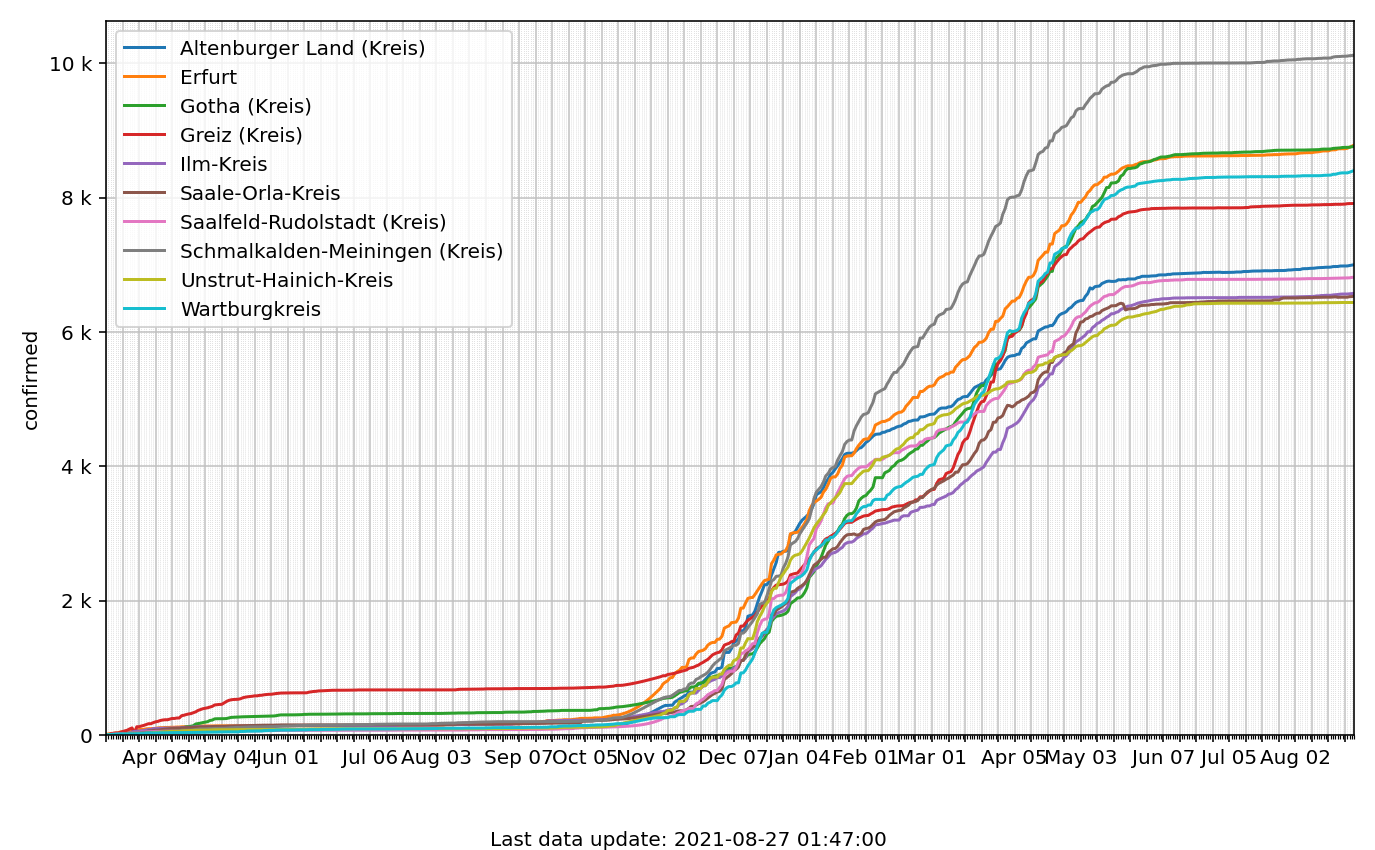 10 k
8 k
6 k
4 k
2 k
0
confirmed
Altenburger Land (Kreis)
Erfurt
Gotha (Kreis)
Greiz (Kreis)
Ilm-Kreis
Saale-Orla-Kreis
Saalfeld-Rudolstadt (Kreis)
Schmalkalden-Meiningen (Kreis)
Unstrut-Hainich-Kreis
Wartburgkreis
Apr 06 May 04 Jun 01 Jul 06 Aug 03 Sep 07 Oct 05 Nov 02 Dec 07 Jan 04 Feb 01 Mar 01 Apr 05 May 03 Jun 07 Jul 05 Aug 02
Last data update: 2021-08-27 01:47:00